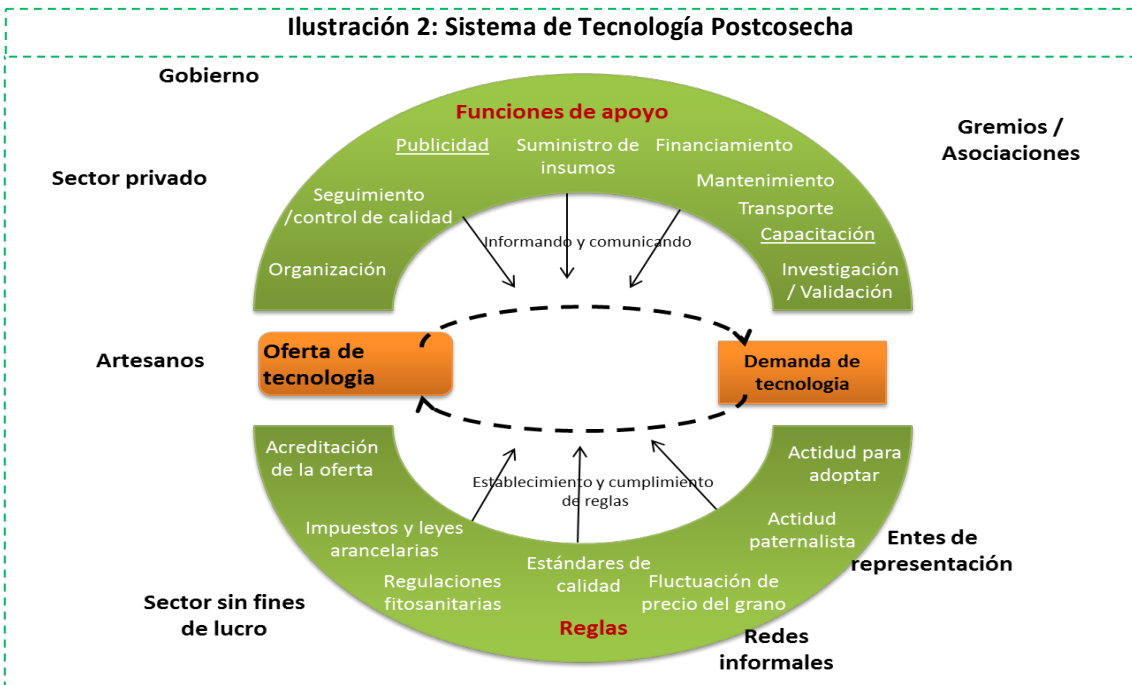 Ilustración 2: Sistema de Tecnología Postcosecha
Gobierno
Funciones de apoyo
Gremios /
Asociaciones
Publicidad
Suministro de
insumos
Financiamiento
Sector privado
Mantenimiento
Seguimiento
/control de calidad
Transporte
Capacitación
Informando y comunicando
Organización
Investigación
/ Validación
Artesanos
Oferta de
tecnologia
Demanda de
tecnologia
Acreditación
de la oferta
Actidud para
adoptar
Establecimiento y cumplimiento
de reglas
Impuestos y leyes
arancelarias
Actidud
paternalista
Entes de
representación
Estándares de
calidad
Regulaciones
fitosanitarias
Fluctuación de
precio del grano
Sector sin fines
de lucro
Reglas
Redes
informales